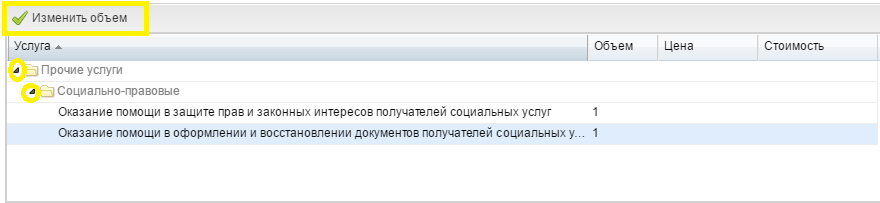 Изменить объем
Услуга Объем Цена Стоимость
Прочие услуги
Социально-правовые
Оказание помощи в защите прав и законных интересов получателей социальных услуг 1
Оказание помощи в оформлении и восстановлении документов получателей социальных у... 1